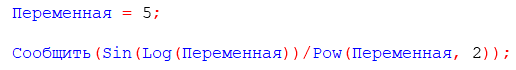 Переменная = 5;
Сообщить(Sin(Log(Переменная))/Pow(Переменная, 2));